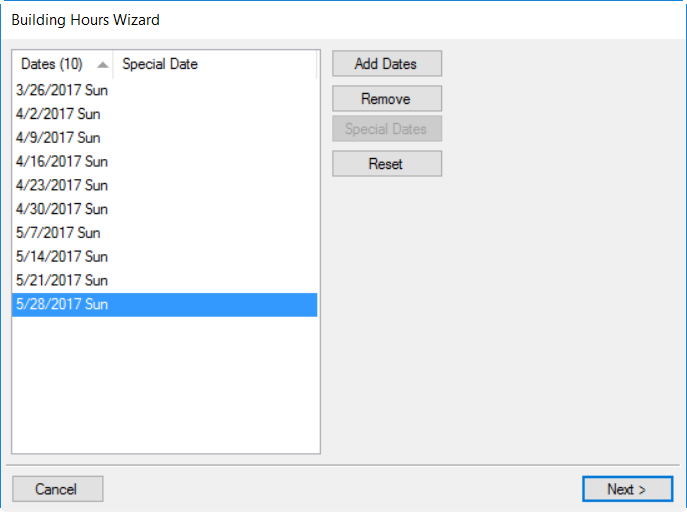 Building Hours Wizard
Dates (10) Special Date
3/26/2017 Sun
4/2/2017 Sun
4/9/2017 Sun
4/16/2017 Sun
4/23/2017 Sun
4/30/2017 Sun
5/7/2017 Sun
5/14/2017 Sun
5/21/2017 Sun
5/28/2017 Sun
Add Dates
Remove
Special Dates
Reset
Cancel
Next >